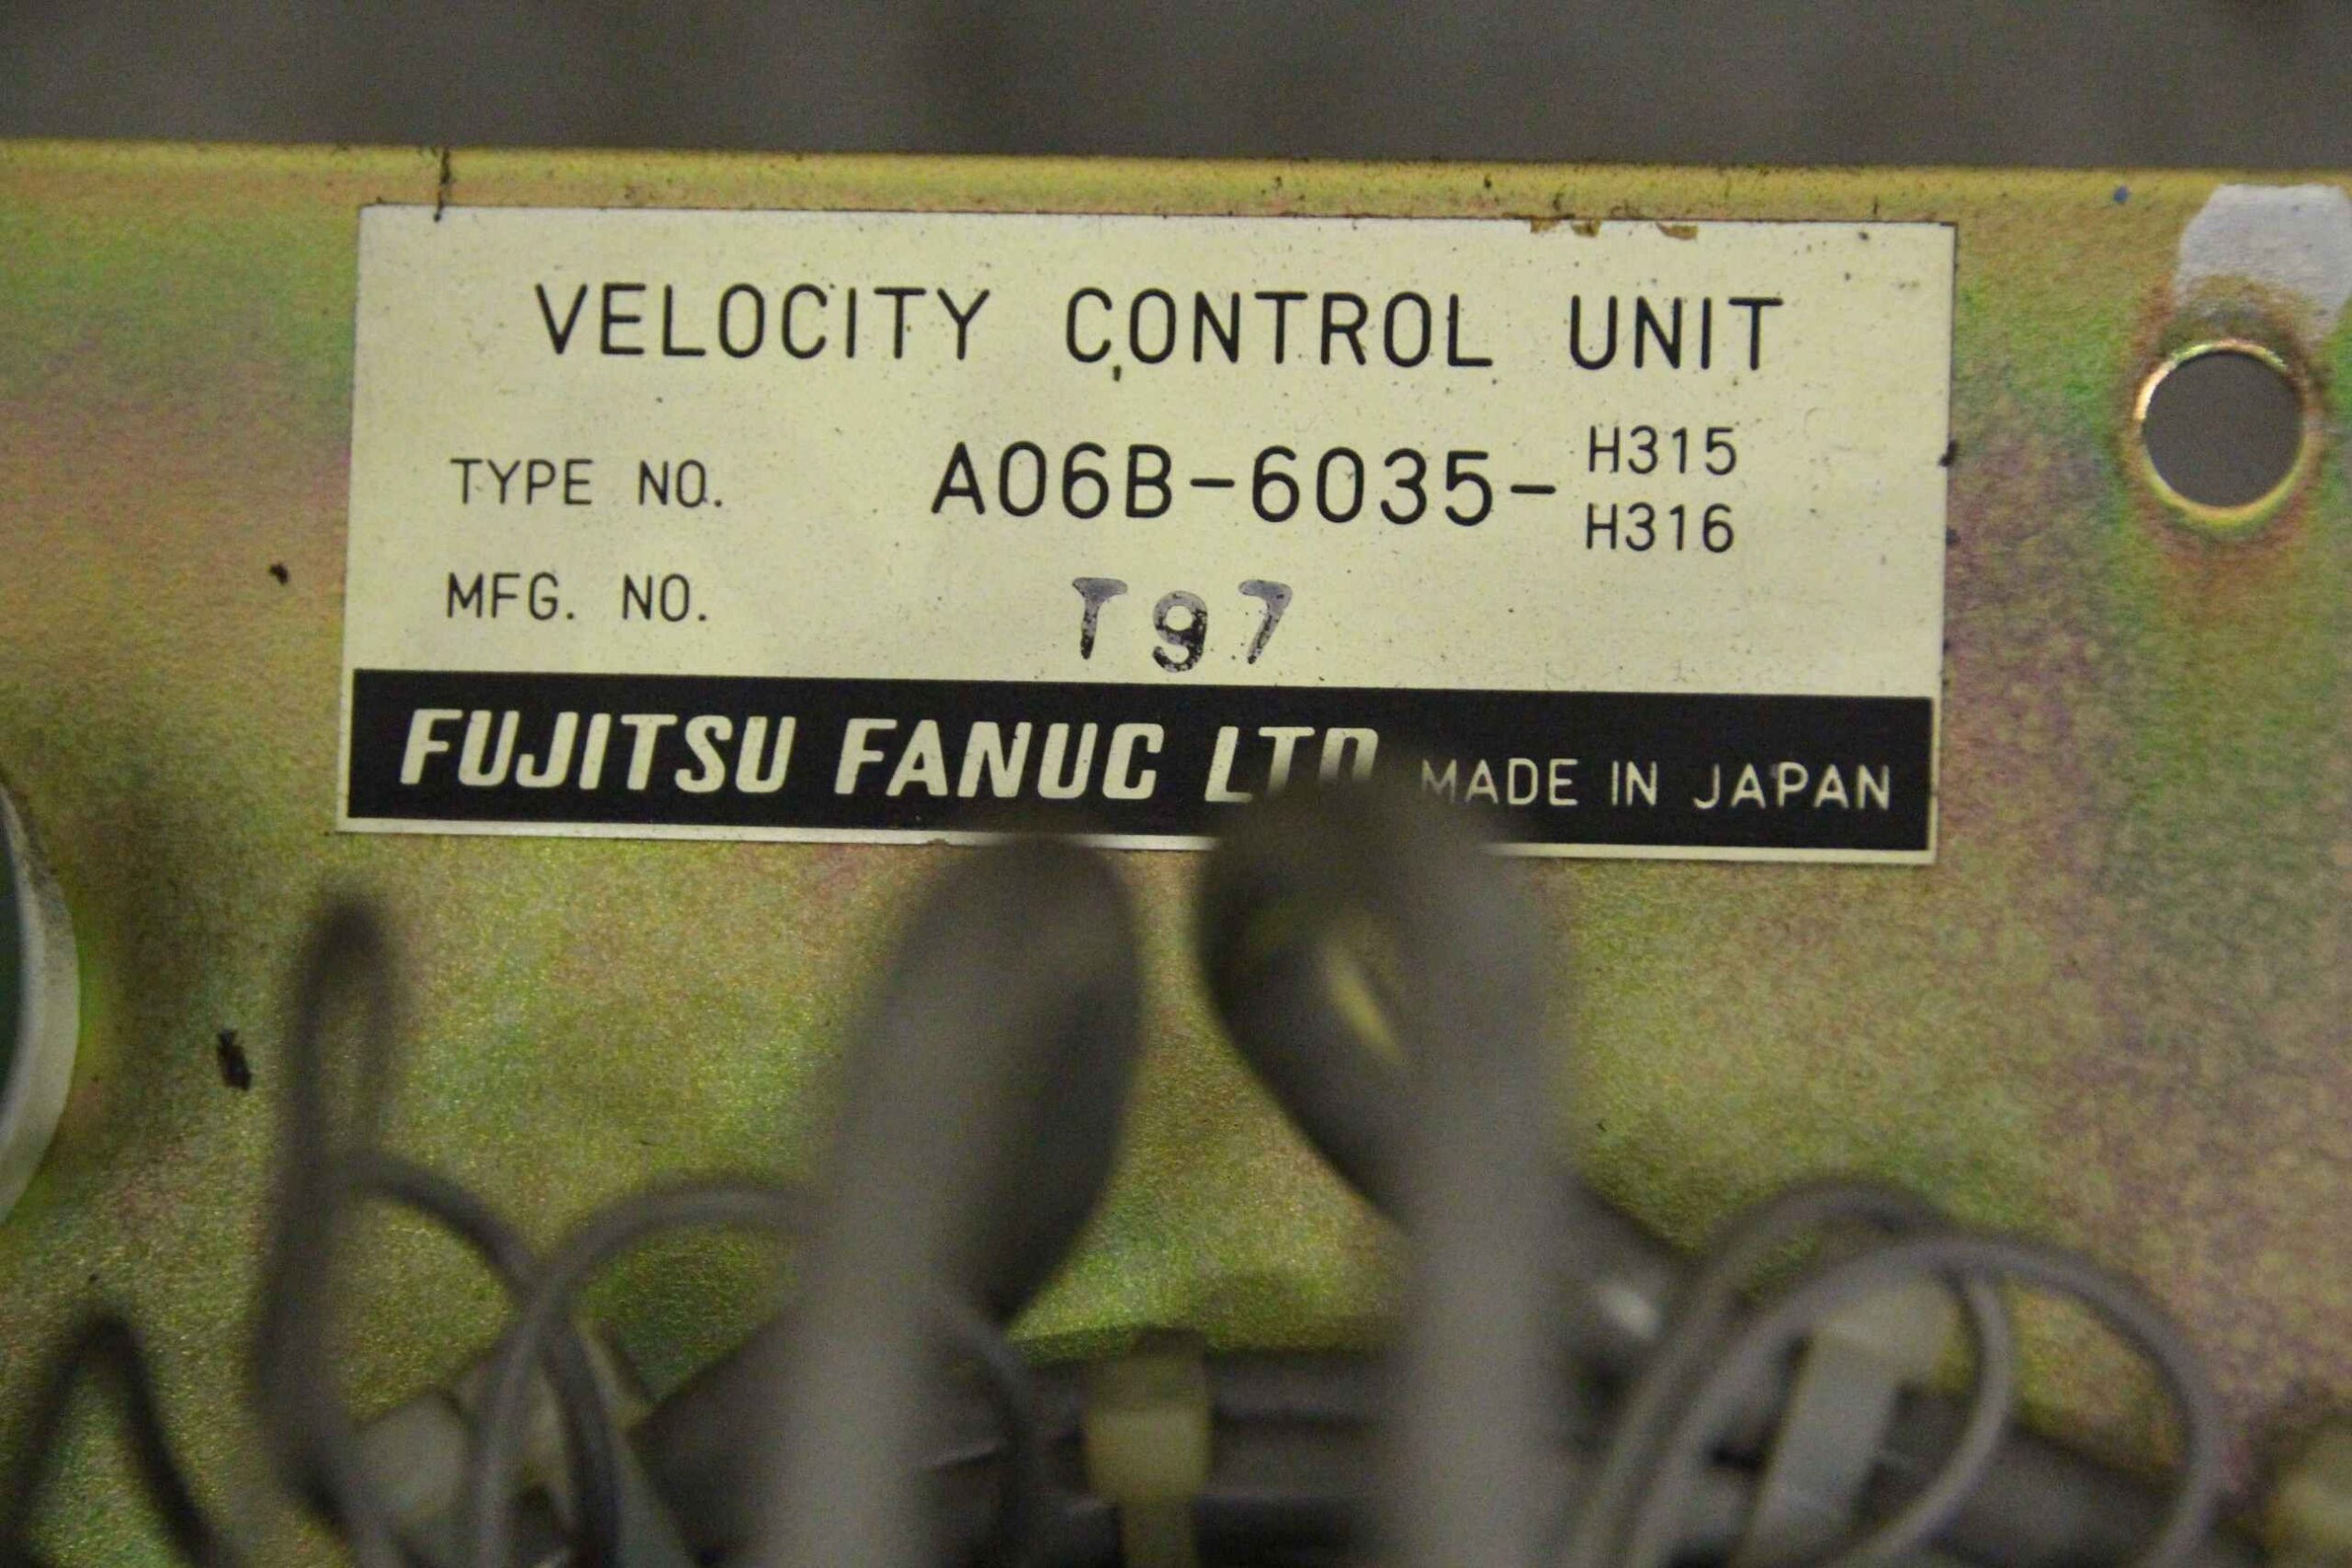 VELOCITY CONTROL UNIT
TYPE NO. A06B-6035-H315
H316
MFG. NO. T97
FUJITSU FANUC LTD MADE IN JAPAN